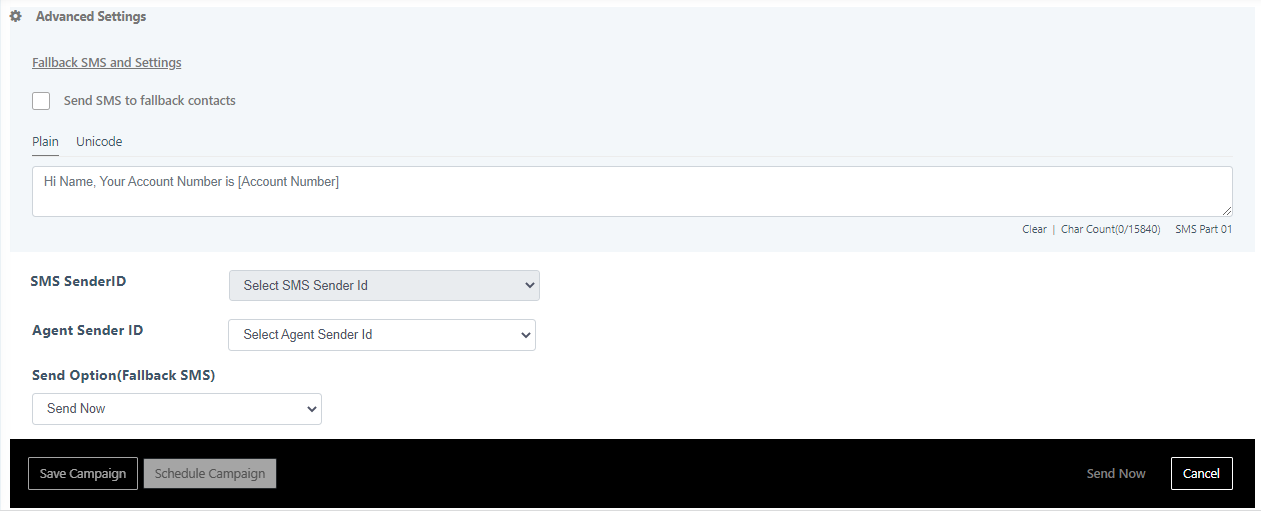 Advanced Settings
Fallback SMS and Settings
Send SMS to fallback contacts
Plain Unicode
Hi Name, Your Account Number is [Account Number]
Clear | Char Count(0/15840) SMS Part 01
SMS SenderID Select SMS Sender Id
Agent Sender ID Select Agent Sender Id
Send Option(Fallback SMS)
Send Now
Save Campaign Schedule Campaign Send Now Cancel